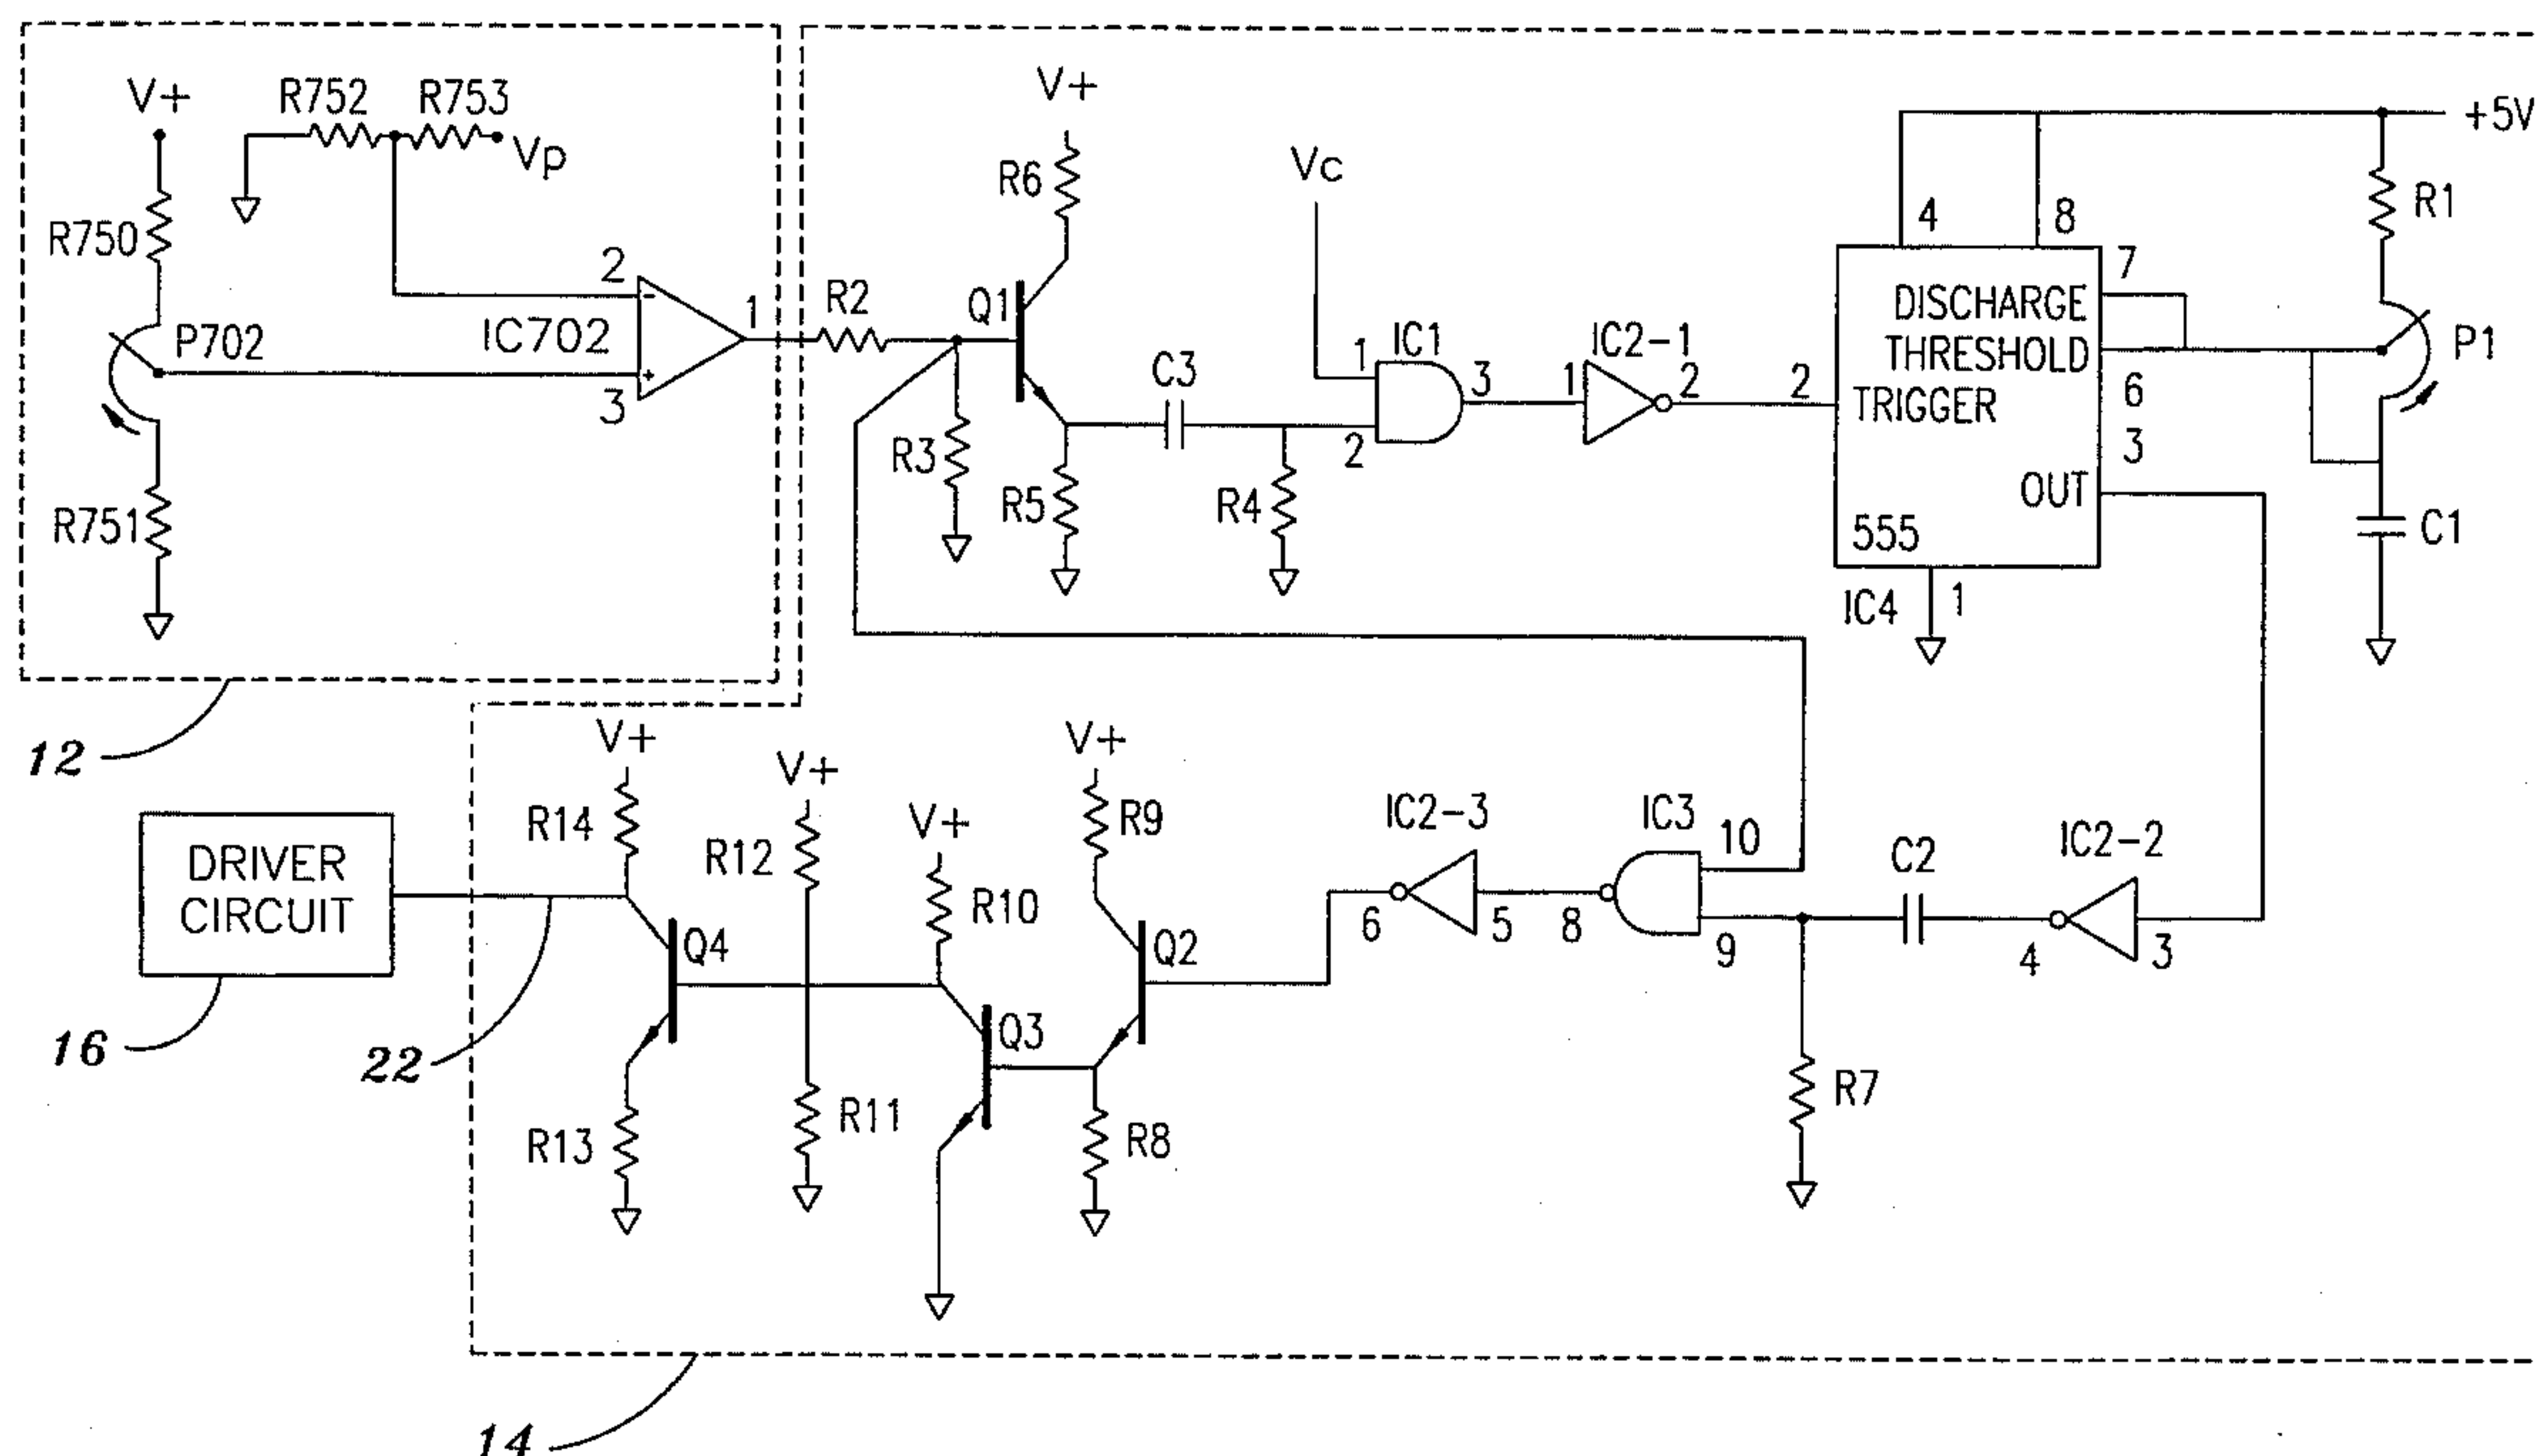 V+
R752
R753
Vp
R750
P702
R751
2
IC702
3
1
12
R2
V+
R6
Q1
R3
R5
C3
R4
Vc
1
IC1
2
3
1
IC2-1
2
2
4
8
7
DISCHARGE
THRESHOLD
TRIGGER
6
3
OUT
555
IC4
1
+5V
R1
P1
C1
DRIVER
CIRCUIT
16
22
V+
R14
Q4
R13
V+
R12
R11
V+
R10
Q3
V+
R9
Q2
R8
IC2-3
6
5
IC3
8
10
9
C2
IC2-2
4
3
R7
14